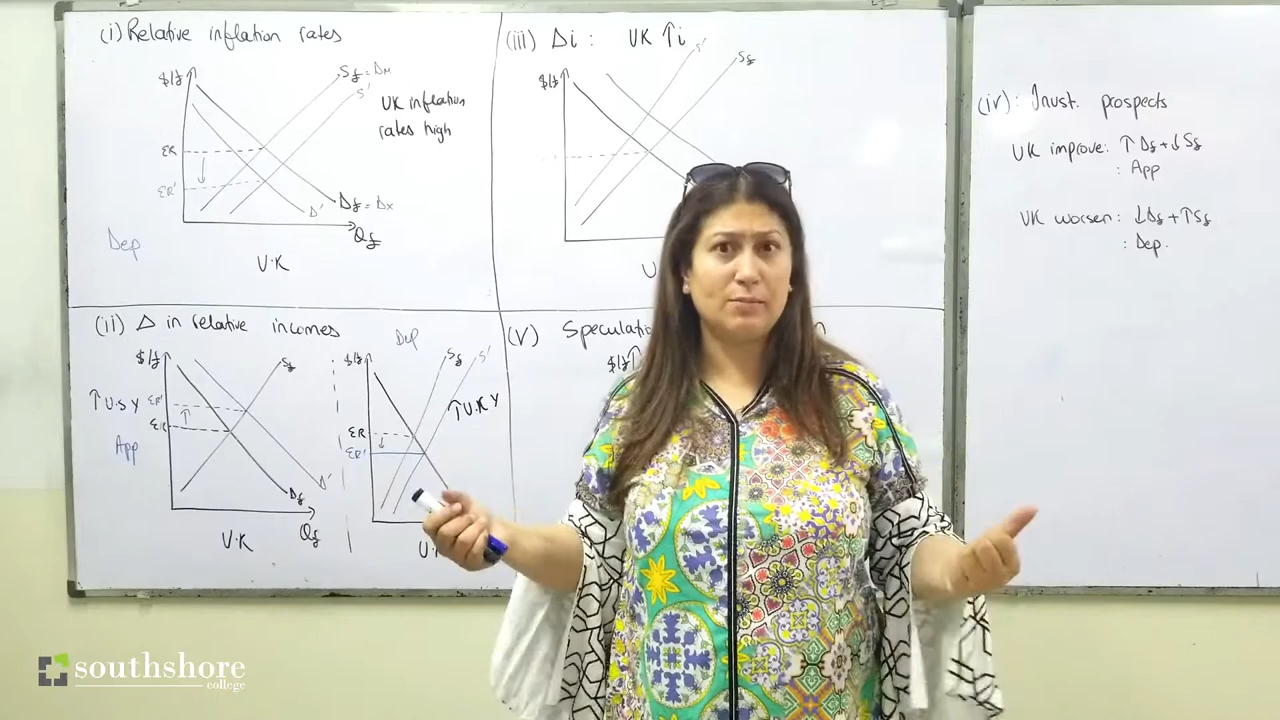 (i) Relative inflation rates
$/£
S£ = DM
S'
UK inflation
rates high
ER
ER'
D'
D£ = DX
Q£
Dep
U.K
(iii) Δi : UK ↑i
$/£
S'
S£
U
(iv): Inust. prospects
UK improve: ↑ D£ + ↓ S£
: App
UK worsen: ↓ D£ + ↑ S£
: Dep.
(ii) Δ in relative incomes
$/£
S£
↑ U.S Y
ER'
ER
App
D'
D£
Q£
U.K
Dep
$/£
S£
S'
↑ U.K Y
ER
ER'
U.
(V) Speculati
$/£
southshore
college